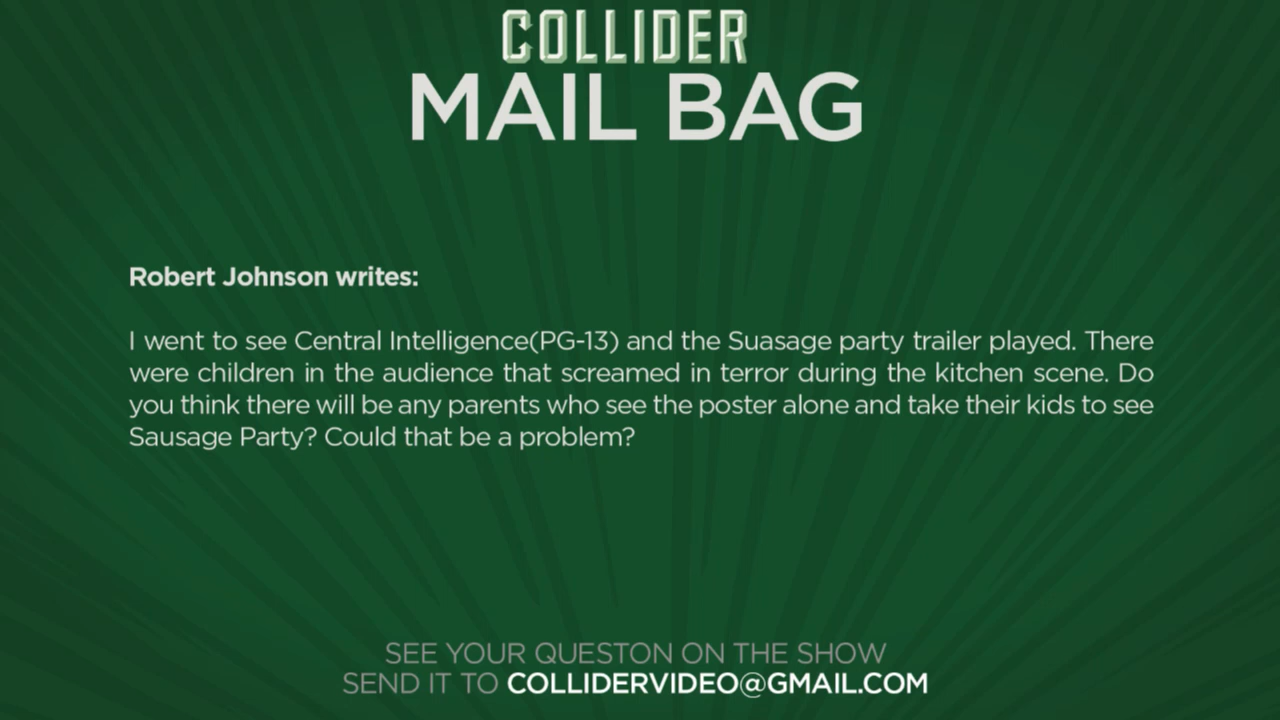 COLLIDER
MAIL BAG
Robert Johnson writes:
I went to see Central Intelligence(PG-13) and the Suasage party trailer played. There
were children in the audience that screamed in terror during the kitchen scene. Do
you think there will be any parents who see the poster alone and take their kids to see
Sausage Party? Could that be a problem?
SEE YOUR QUESTON ON THE SHOW
SEND IT TO COLLIDERVIDEO@GMAIL.COM